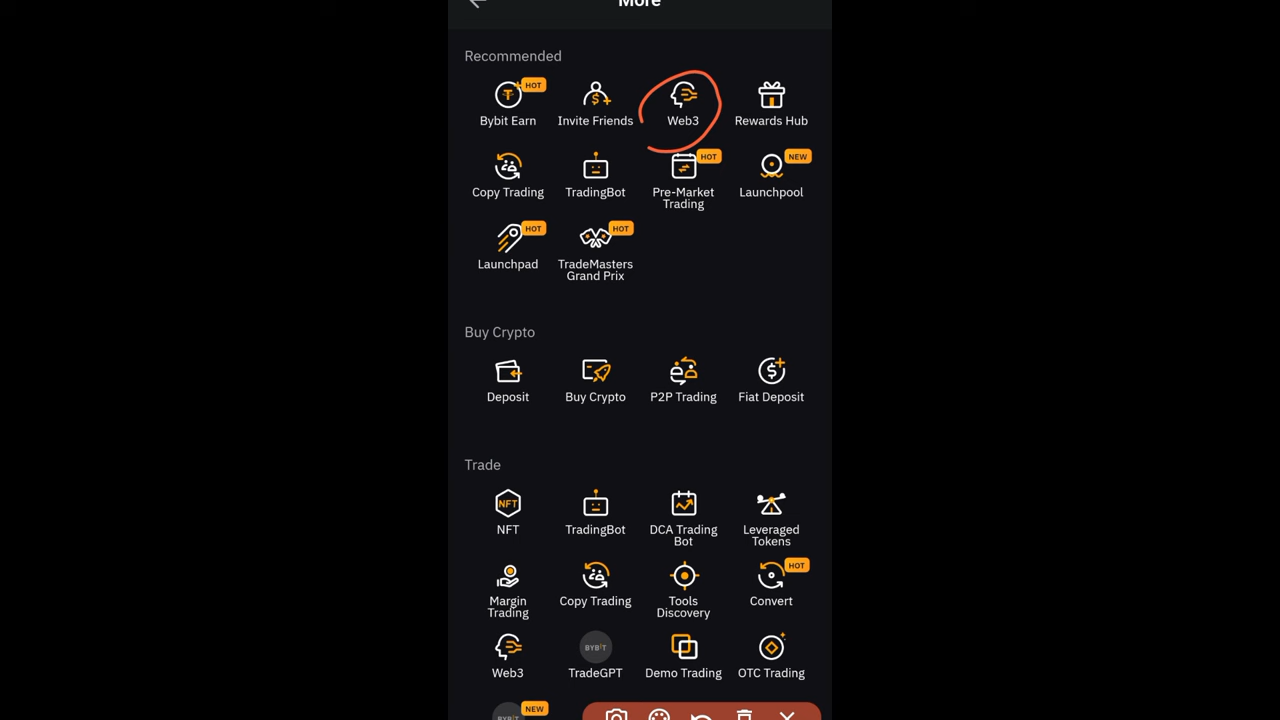 More
Recommended
HOT
Bybit Earn
Invite Friends
Web3
Rewards Hub
Copy Trading
TradingBot
HOT
Pre-Market
Trading
NEW
Launchpool
HOT
Launchpad
HOT
TradeMasters
Grand Prix
Buy Crypto
Deposit
Buy Crypto
P2P Trading
Fiat Deposit
Trade
NFT
NFT
TradingBot
DCA Trading
Bot
Leveraged
Tokens
Margin
Trading
Copy Trading
Tools
Discovery
HOT
Convert
Web3
BYBIT
TradeGPT
Demo Trading
OTC Trading
BYBIT
NEW